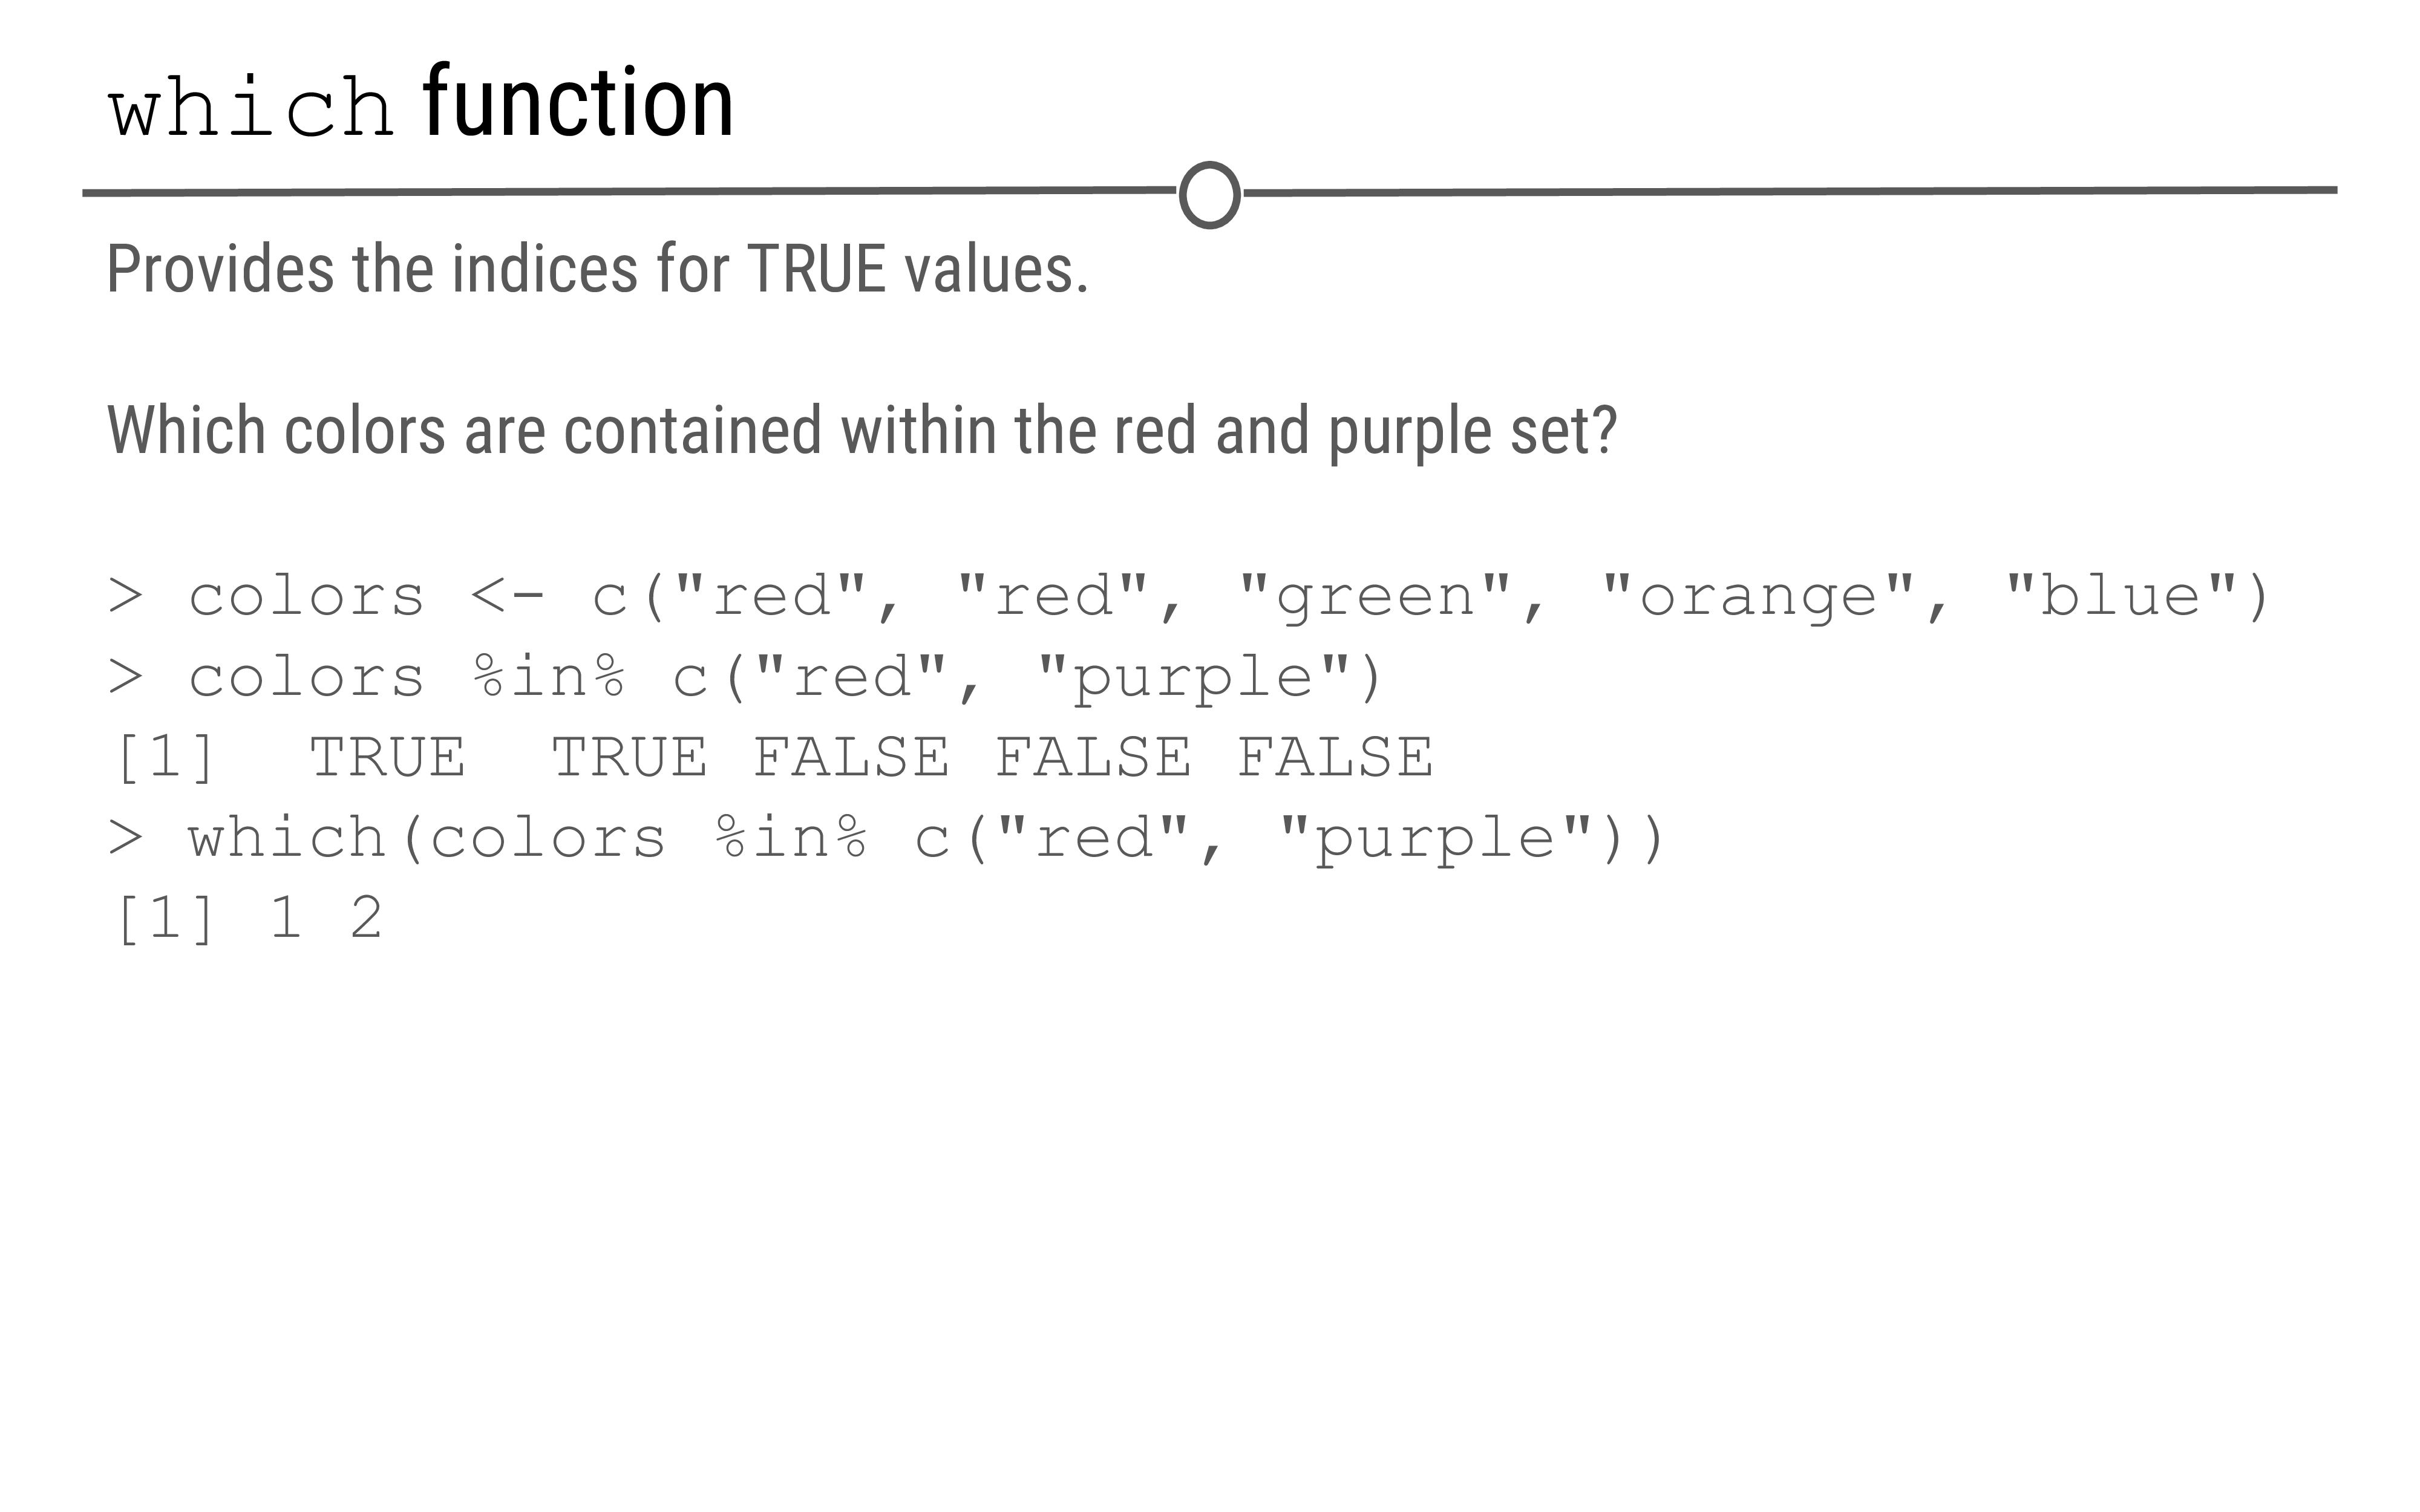 which function
Provides the indices for TRUE values.
Which colors are contained within the red and purple set?
> colors <- c("red", "red", "green", "orange", "blue")
> colors %in% c("red", "purple")
[1]  TRUE  TRUE FALSE FALSE FALSE
> which(colors %in% c("red", "purple"))
[1] 1 2